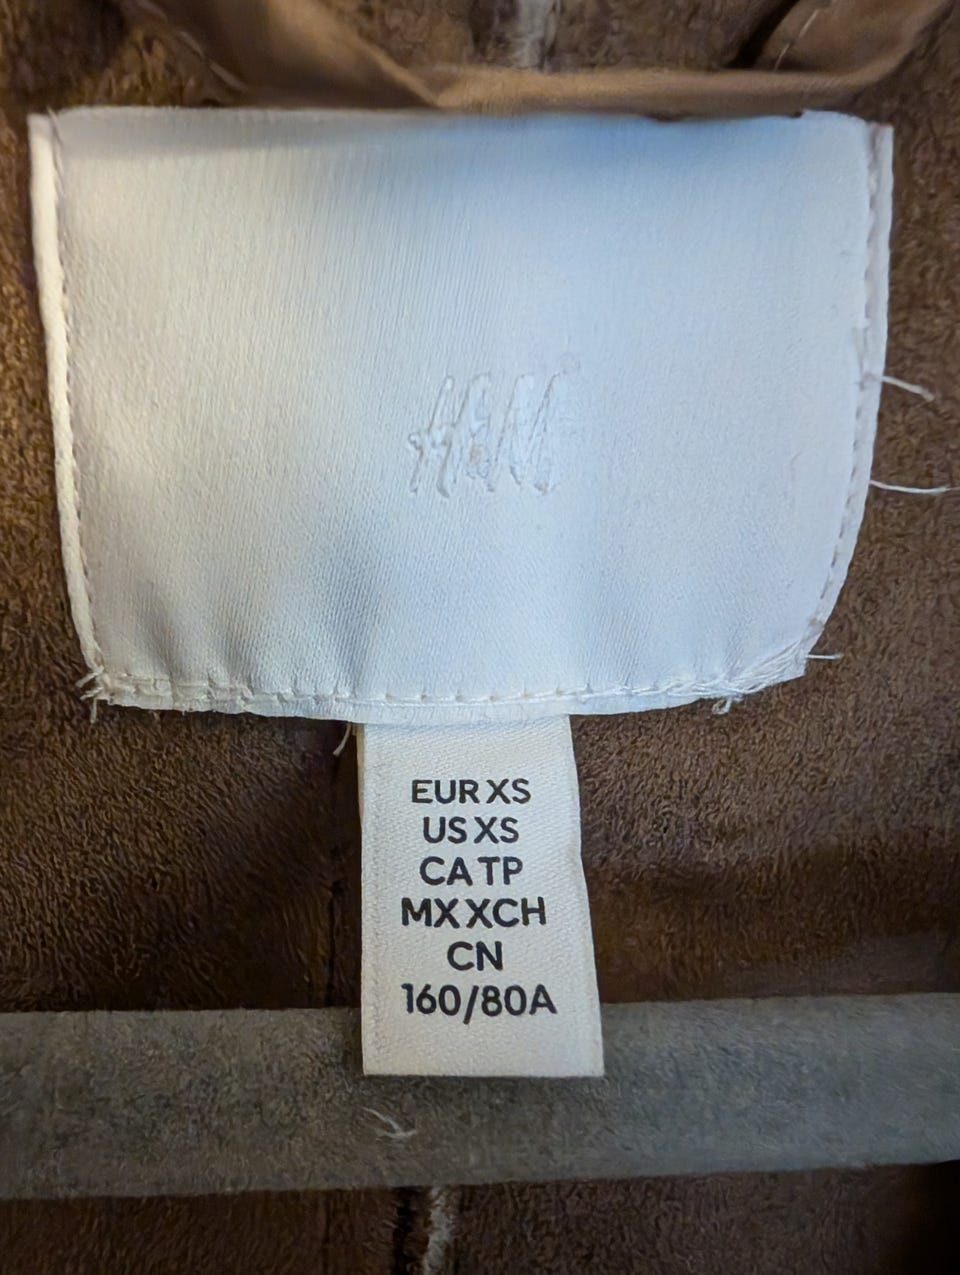 H&M
EUR XS
US XS
CA TP
MX XCH
CN
160/80A